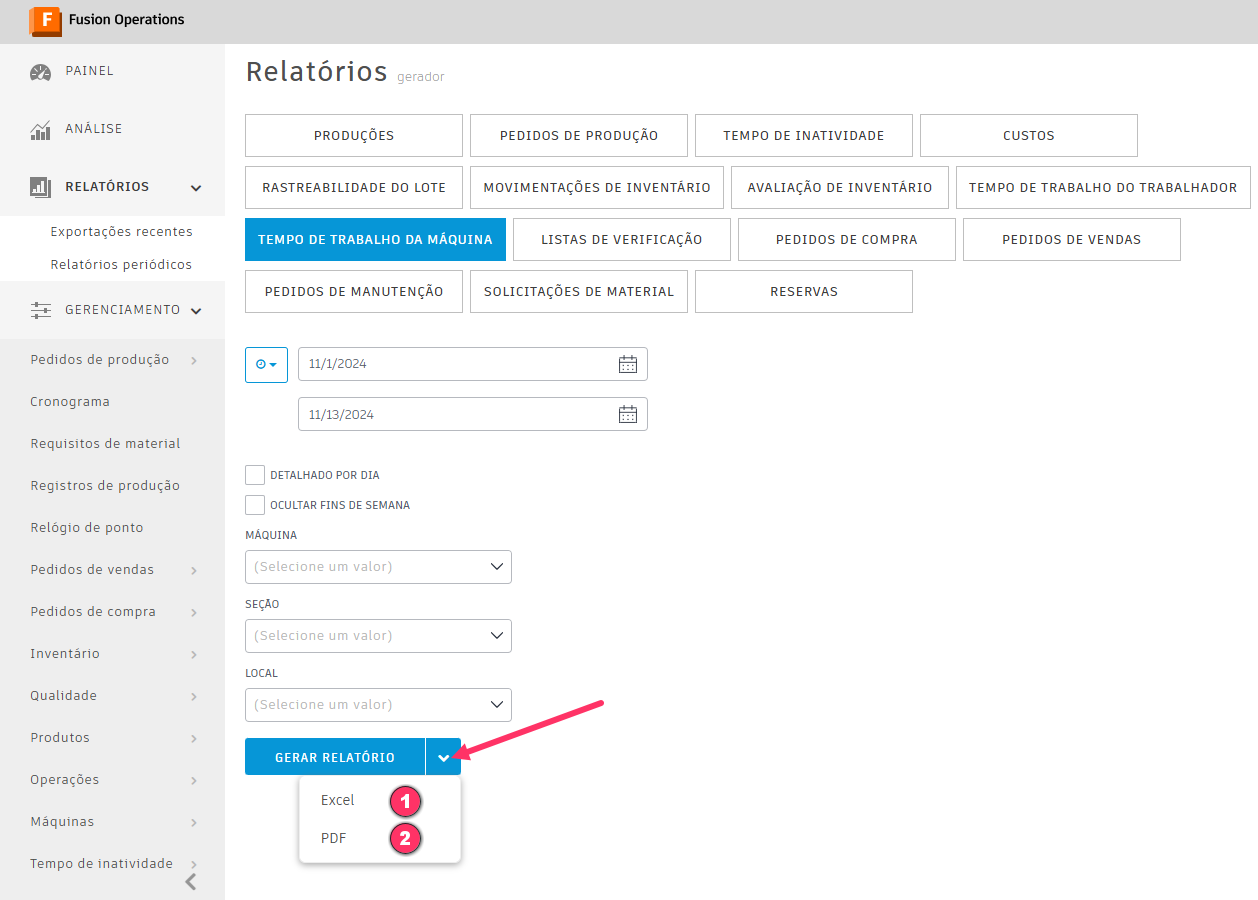 F Fusion Operations
PAINEL
ANÁLISE
RELATÓRIOS
Exportações recentes
Relatórios periódicos
GERENCIAMENTO
Pedidos de produção
Cronograma
Requisitos de material
Registros de produção
Relógio de ponto
Pedidos de vendas
Pedidos de compra
Inventário
Qualidade
Produtos
Operações
Máquinas
Tempo de inatividade
Relatórios gerador
PRODUÇÕES PEDIDOS DE PRODUÇÃO TEMPO DE INATIVIDADE CUSTOS
RASTREABILIDADE DO LOTE MOVIMENTAÇÕES DE INVENTÁRIO AVALIAÇÃO DE INVENTÁRIO TEMPO DE TRABALHO DO TRABALHADOR
TEMPO DE TRABALHO DA MÁQUINA LISTAS DE VERIFICAÇÃO PEDIDOS DE COMPRA PEDIDOS DE VENDAS
PEDIDOS DE MANUTENÇÃO SOLICITAÇÕES DE MATERIAL RESERVAS
11/1/2024
11/13/2024
DETALHADO POR DIA
OCULTAR FINS DE SEMANA
MÁQUINA
(Selecione um valor)
SEÇÃO
(Selecione um valor)
LOCAL
(Selecione um valor)
GERAR RELATÓRIO
Excel 1
PDF 2